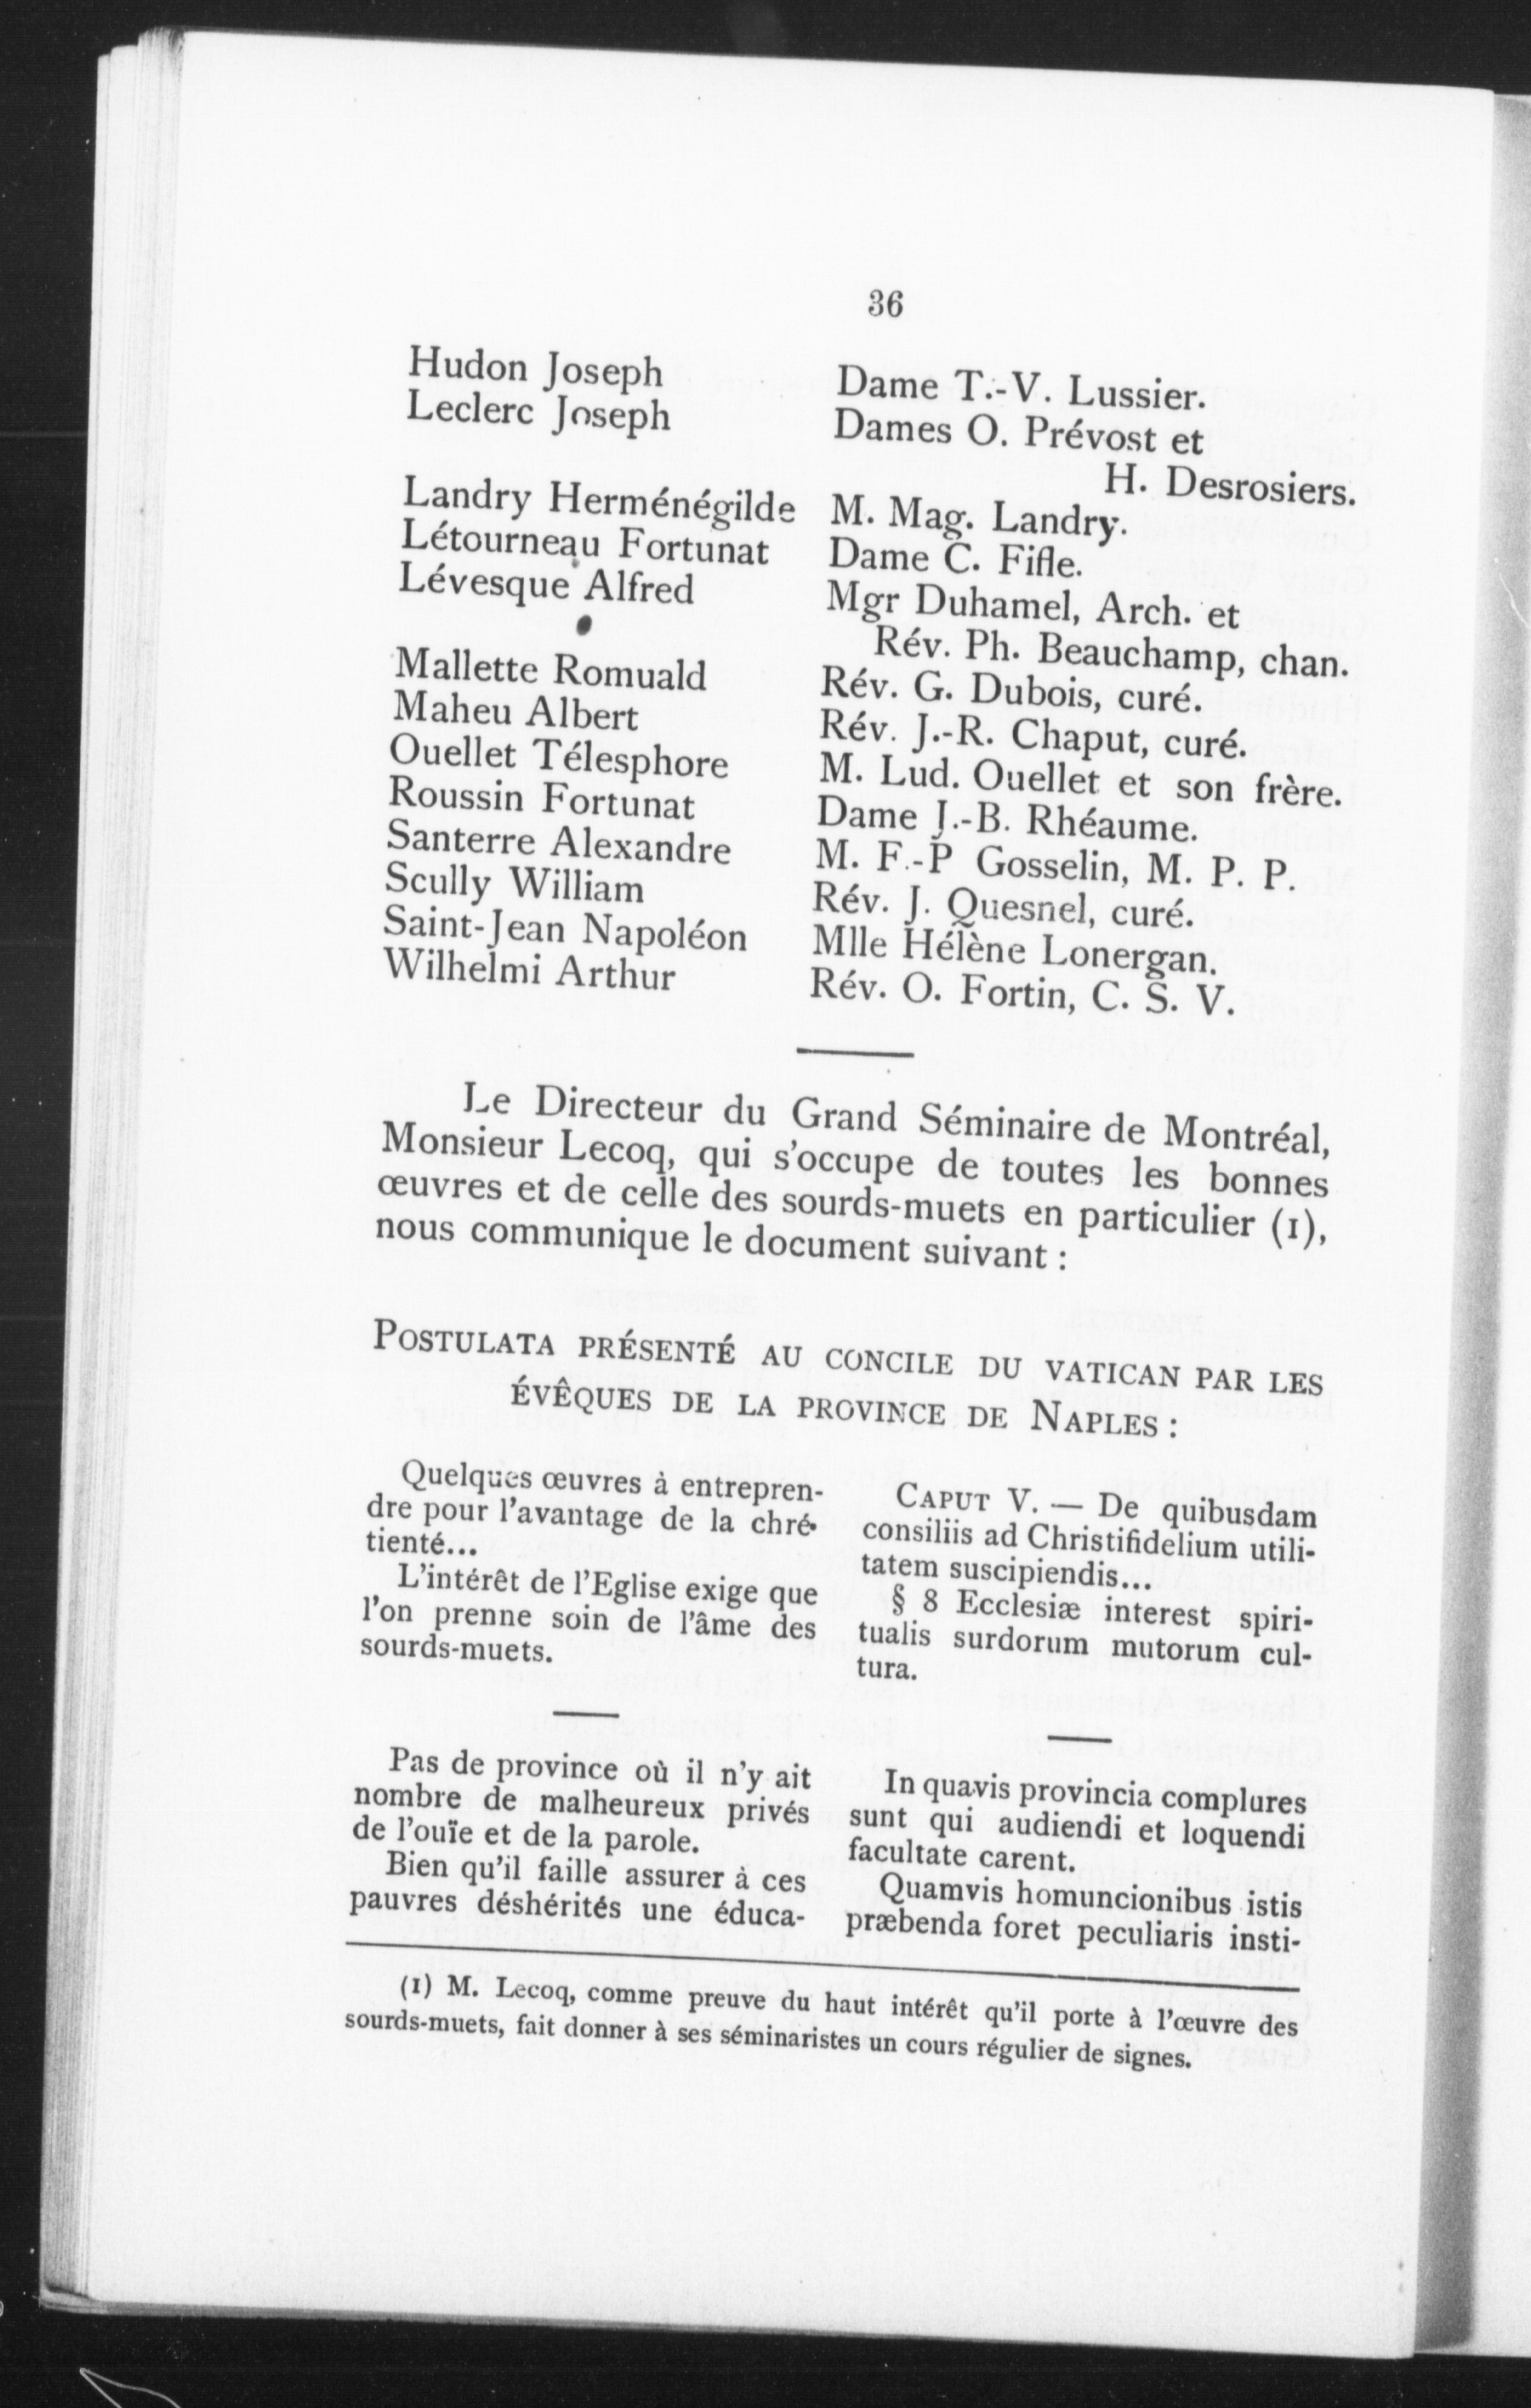 36
Hudon Joseph Dame T.-V. Lussier.
Leclerc Joseph Dames O. Prévost et
H. Desrosiers.
Landry Herménégilde M. Mag. Landry.
Létourneau Fortunat Dame C. Fifle.
Lévesque Alfred Mgr Duhamel, Arch. et
Rév. Ph. Beauchamp, chan.
Mallette Romuald Rév. G. Dubois, curé.
Maheu Albert Rév. J.-R. Chaput, curé.
Ouellet Télesphore M. Lud. Ouellet et son frère.
Roussin Fortunat Dame J.-B. Rhéaume.
Santerre Alexandre M. F.-P Gosselin, M. P. P.
Scully William Rév. J. Quesnel, curé.
Saint-Jean Napoléon Mlle Hélène Lonergan.
Wilhelmi Arthur Rév. O. Fortin, C. S. V.
Le Directeur du Grand Séminaire de Montréal,
Monsieur Lecoq, qui s'occupe de toutes les bonnes
œuvres et de celle des sourds-muets en particulier (1),
nous communique le document suivant :
POSTULATA PRÉSENTÉ AU CONCILE DU VATICAN PAR LES
ÉVÊQUES DE LA PROVINCE DE NAPLES :
Quelques œuvres à entrepren-
dre pour l'avantage de la chré-
tienté...
L'intérêt de l'Eglise exige que
l'on prenne soin de l'âme des
sourds-muets.
Pas de province où il n'y ait
nombre de malheureux privés
de l'ouïe et de la parole.
Bien qu'il faille assurer à ces
pauvres déshérités une éduca-
CAPUT V. — De quibusdam
consiliis ad Christifidelium utili-
tatem suscipiendis...
§ 8 Ecclesiæ interest spiri-
tualis surdorum mutorum cul-
tura.
In quavis provincia complures
sunt qui audiendi et loquendi
facultate carent.
Quamvis homuncionibus istis
præbenda foret peculiaris insti-
(1) M. Lecoq, comme preuve du haut intérêt qu'il porte à l'œuvre des
sourds-muets, fait donner à ses séminaristes un cours régulier de signes.